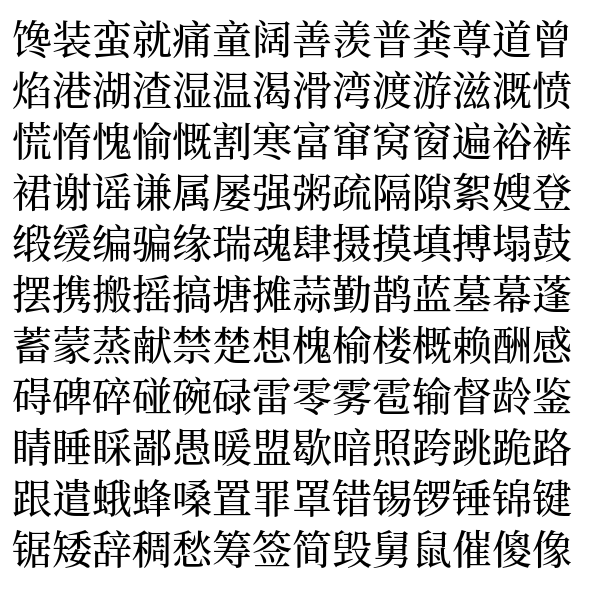 馋装蛮就痛童阔善羡普粪尊道曾
焰港湖渣湿温渴滑湾渡游滋溉愤
慌惰愧愉慨割寒富窜窝窗遍裕裤
裙谢谣谦属屡强粥疏隔隙絮嫂登
缎缓编骗缘瑞魂肆摄摸填搏塌鼓
摆携搬摇搞塘摊蒜勤鹊蓝墓幕蓬
蓄蒙蒸献禁楚想槐榆楼概赖酬感
碍碑碎碰碗碌雷零雾雹输督龄鉴
睛睡睬鄙愚暖盟歇暗照跨跳跪路
跟遣蛾蜂嗓置罪罩错锡锣锤锦键
锯矮辞稠愁筹签简毁舅鼠催傻像